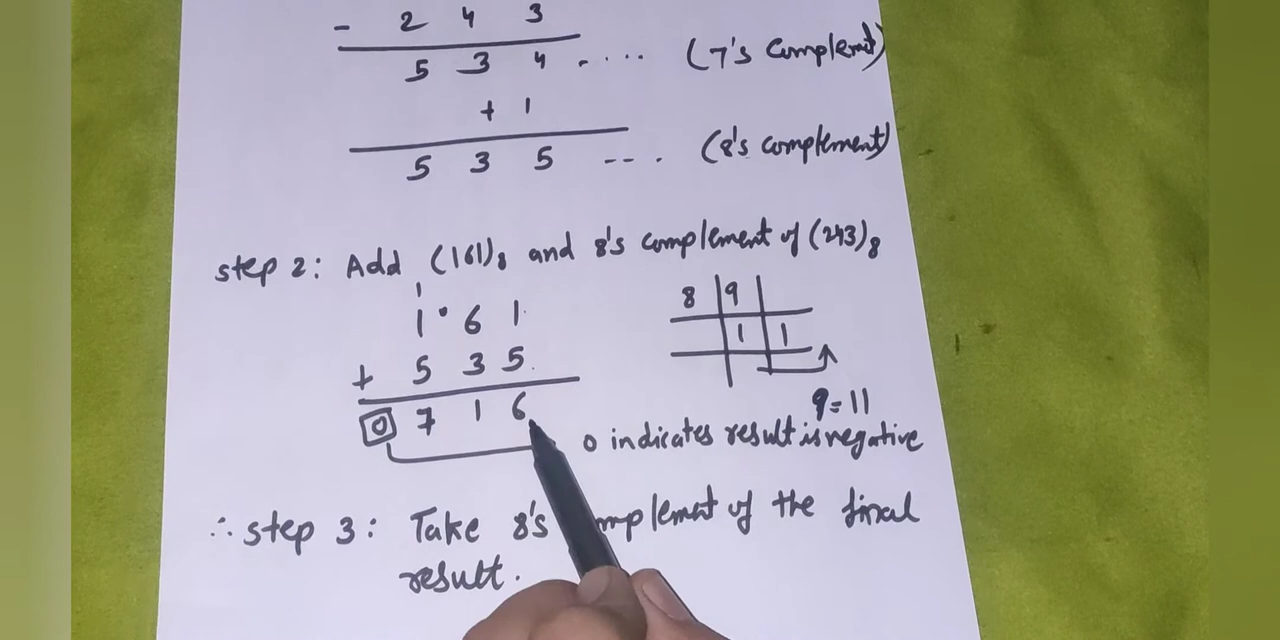 - 2 4 3
5 3 4 ..... (7's complemt)
+ 1
5 3 5 ---. (8's complement)
step 2: Add (161)8 and 8's complement of (243)8
1
1 6 1
+ 5 3 5
0 7 1 6
8 9
1 1
9 = 11
0 indicates result is negative
∴ step 3: Take 8's mplemat of the final
result.